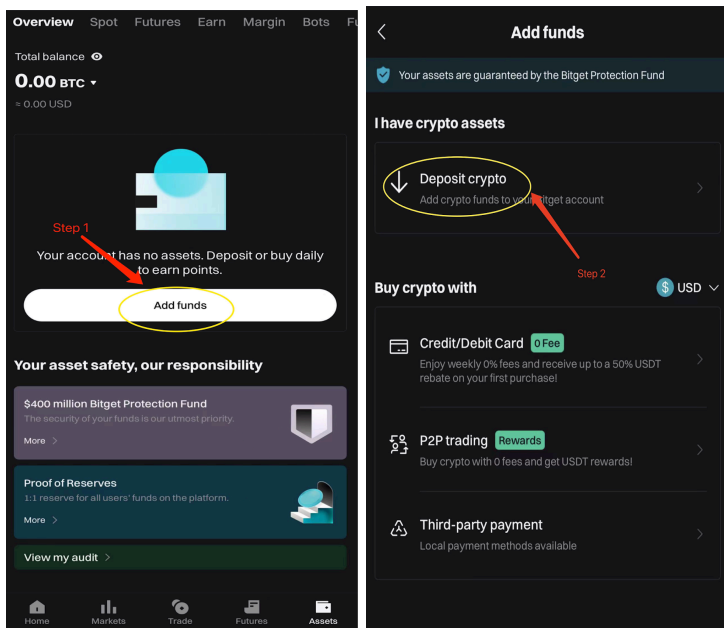 Overview Spot Futures Earn Margin Bots
Total balance
0.00 BTC
≈ 0.00 USD
Step 1
Your account has no assets. Deposit or buy daily
to earn points.
Add funds
Your asset safety, our responsibility
$400 million Bitget Protection Fund
The security of your funds is our utmost priority.
More >
Proof of Reserves
1:1 reserve for all users' funds on the platform.
More >
View my audit >
Home Markets Trade Futures Assets
Add funds
Your assets are guaranteed by the Bitget Protection Fund
I have crypto assets
Deposit crypto
Add crypto funds to your Bitget account
Step 2
Buy crypto with
$ USD
Credit/Debit Card 0 Fee
Enjoy weekly 0% fees and receive up to a 50% USDT
rebate on your first purchase!
P2P trading Rewards
Buy crypto with 0 fees and get USDT rewards!
Third-party payment
Local payment methods available